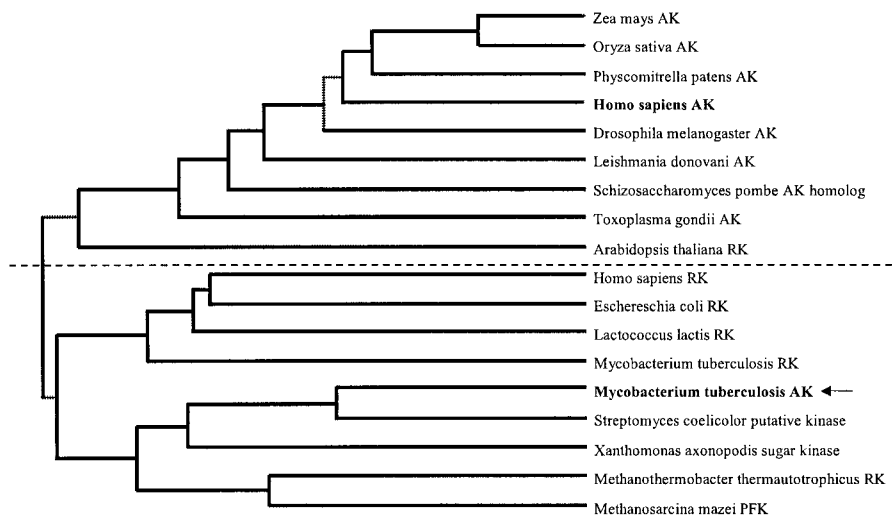 Zea mays AK
Oryza sativa AK
Physcomitrella patens AK
Homo sapiens AK
Drosophila melanogaster AK
Leishmania donovani AK
Schizosaccharomyces pombe AK homolog
Toxoplasma gondii AK
Arabidopsis thaliana RK
Homo sapiens RK
Eschereschia coli RK
Lactococcus lactis RK
Mycobacterium tuberculosis RK
Mycobacterium tuberculosis AK
Streptomyces coelicolor putative kinase
Xanthomonas axonopodis sugar kinase
Methanothermobacter thermautotrophicus RK
Methanosarcina mazei PFK